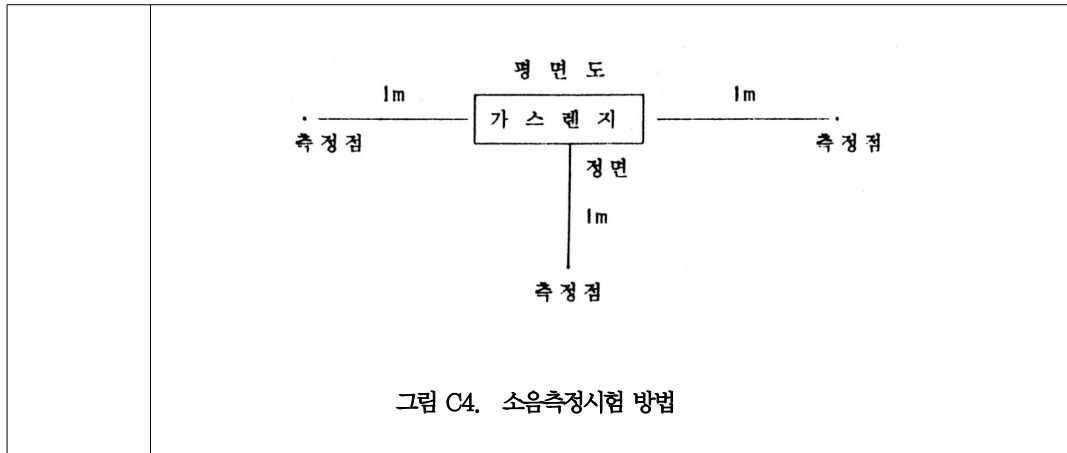 평 면 도
1m 1m
가 스 렌 지
측정점 측정점
정면
1m
측정점
그림 C4. 소음측정시험 방법